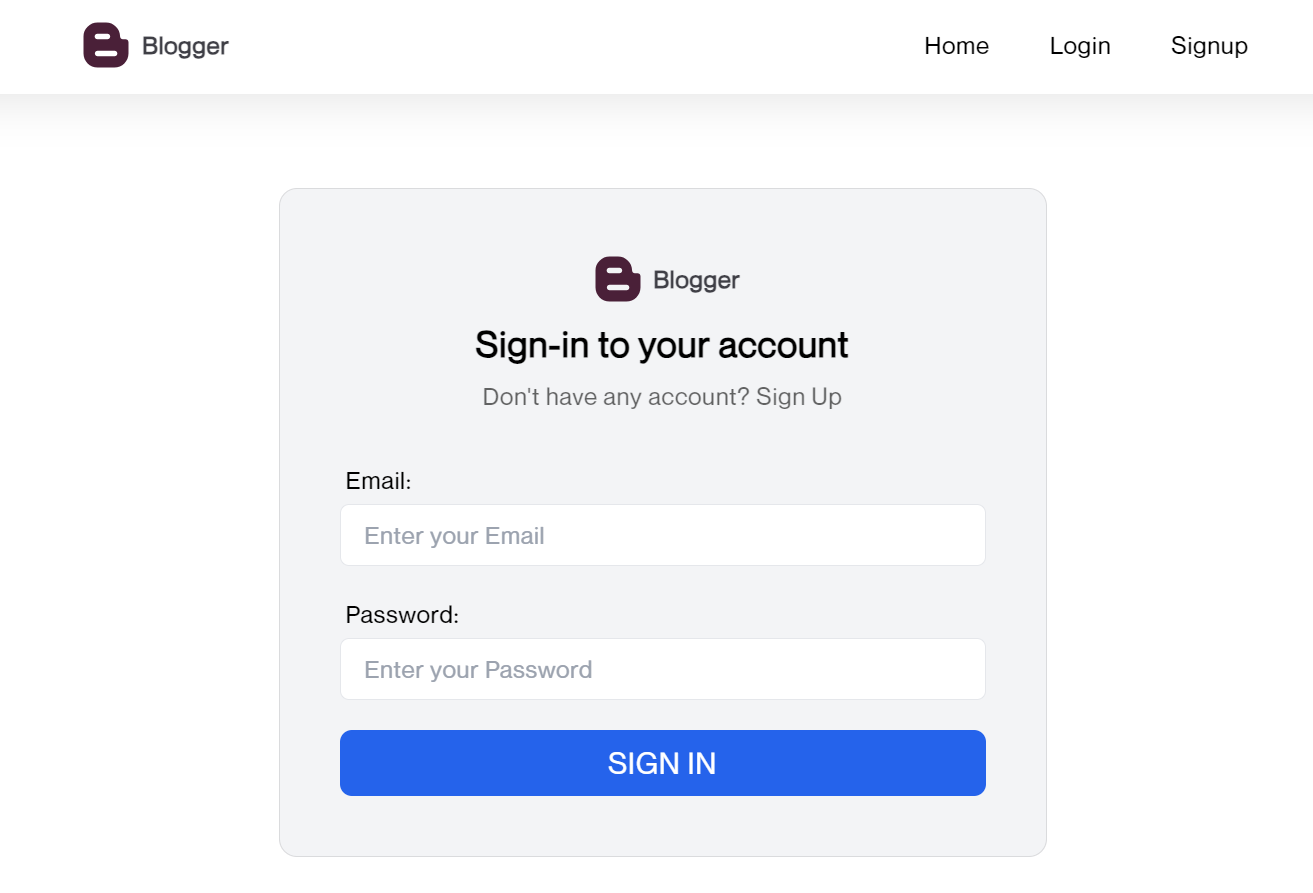 Blogger
Home
Login
Signup
Blogger
Sign-in to your account
Don't have any account? Sign Up
Email:
Enter your Email
Password:
Enter your Password
SIGN IN